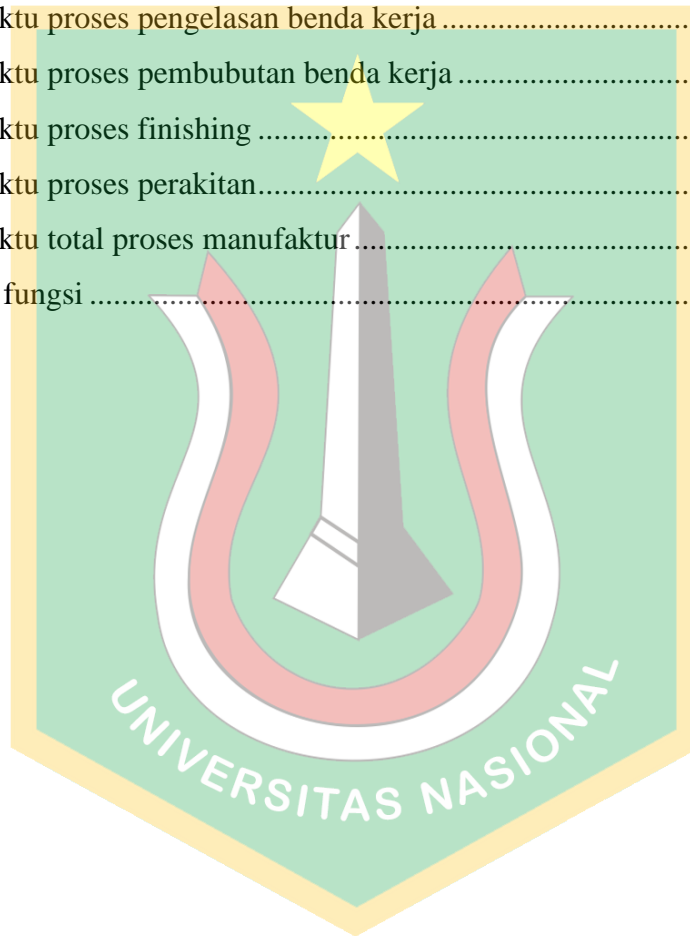 ktu proses pengelasan benda kerja ................................
ktu proses pembubutan benda kerja ..............................
ktu proses finishing ........................................................
ktu proses perakitan.......................................................
ktu total proses manufaktur ...........................................
fungsi .............................................................................
UNIVERSITAS NASIONAL